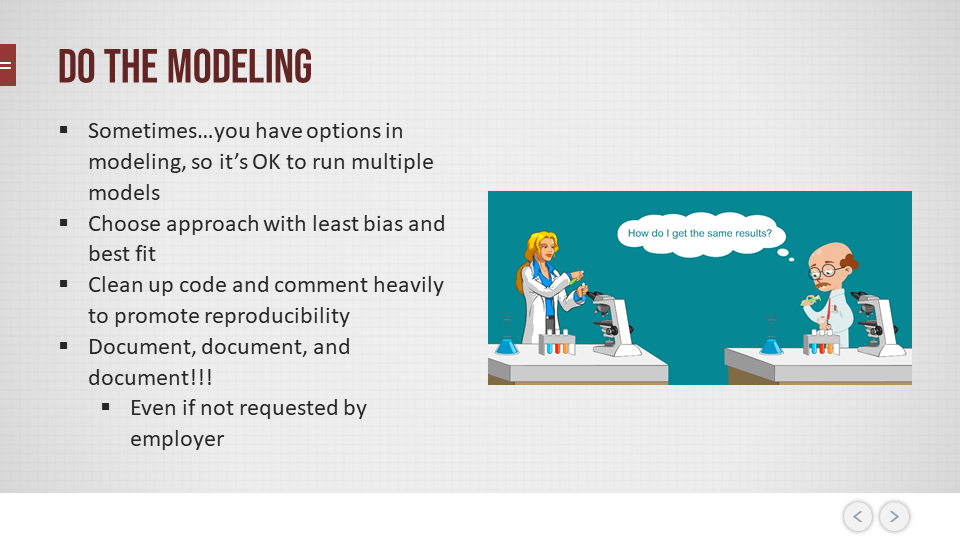 DO THE MODELING
▪ Sometimes…you have options in
modeling, so it's OK to run multiple
models
▪ Choose approach with least bias and
best fit
▪ Clean up code and comment heavily
to promote reproducibility
▪ Document, document, and
document!!!
▪ Even if not requested by
employer
How do I get the same results?